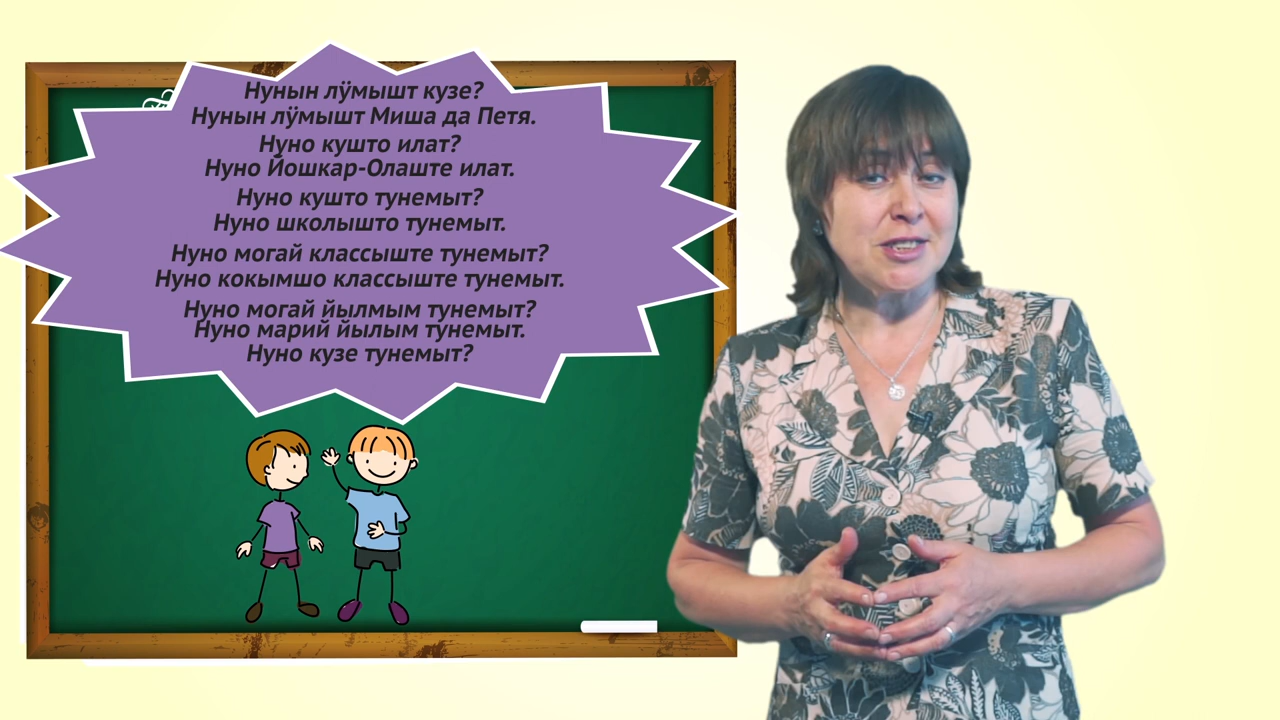 Нунын лӱмышт кузе?
Нунын лӱмышт Миша да Петя.
Нуно кушто илат?
Нуно Йошкар-Олаште илат.
Нуно кушто тунемыт?
Нуно школышто тунемыт.
Нуно могай классыште тунемыт?
Нуно кокымшо классыште тунемыт.
Нуно могай йылмым тунемыт?
Нуно марий йылым тунемыт.
Нуно кузе тунемыт?